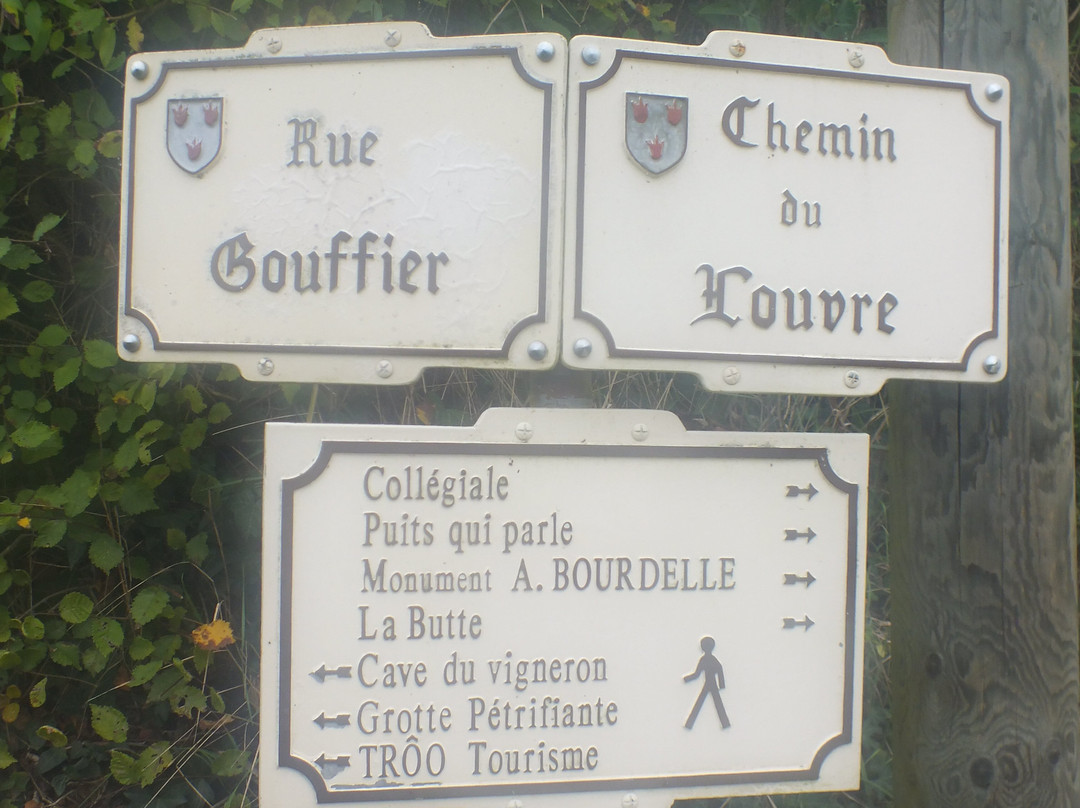 Rue
Gouffier
Chemin
du
Louvre
Collégiale
Puits qui parle
Monument A. BOURDELLE
La Butte
Cave du vigneron
Grotte Pétrifiante
TRÔO Tourisme